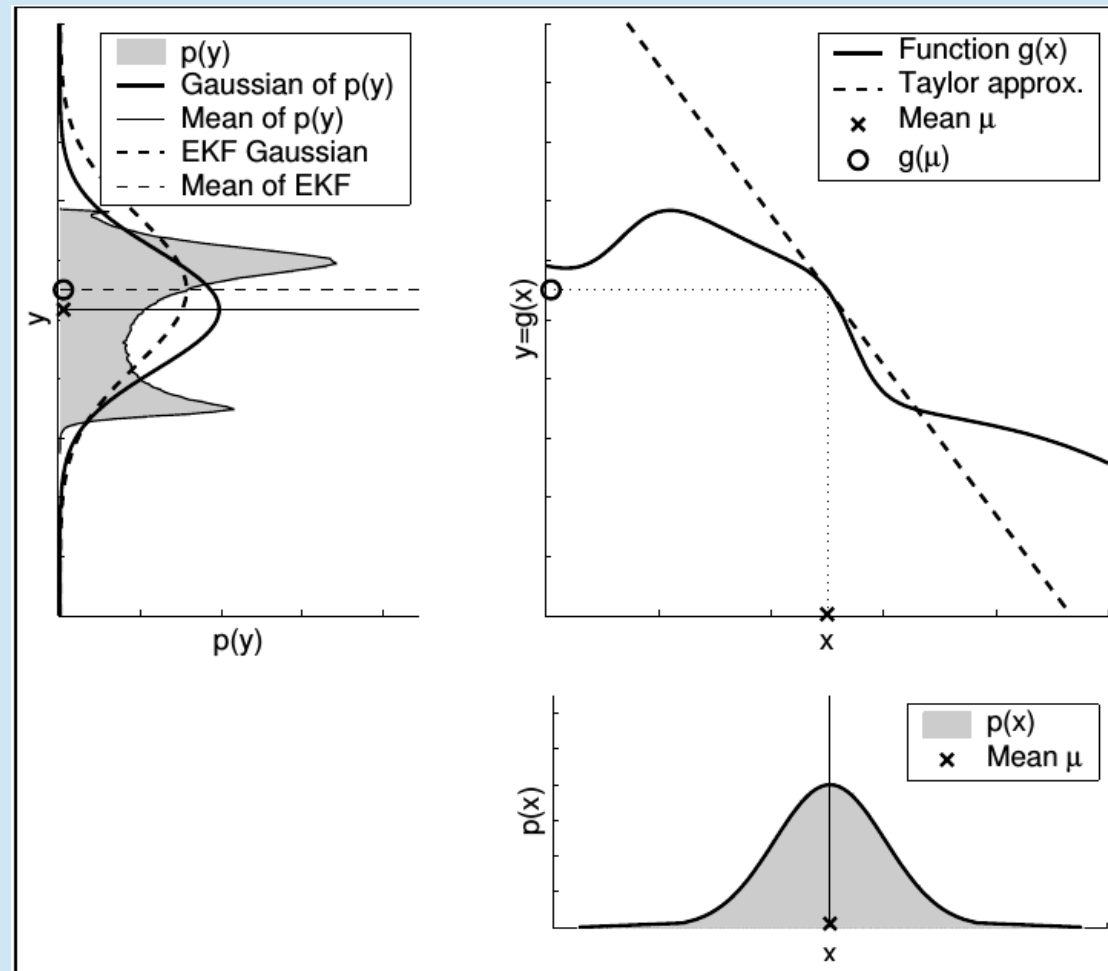 p(y)
Gaussian of p(y)
Mean of p(y)
EKF Gaussian
Mean of EKF
y
p(y)
Function g(x)
Taylor approx.
Mean μ
g(μ)
y=g(x)
x
p(x)
Mean μ
p(x)
x